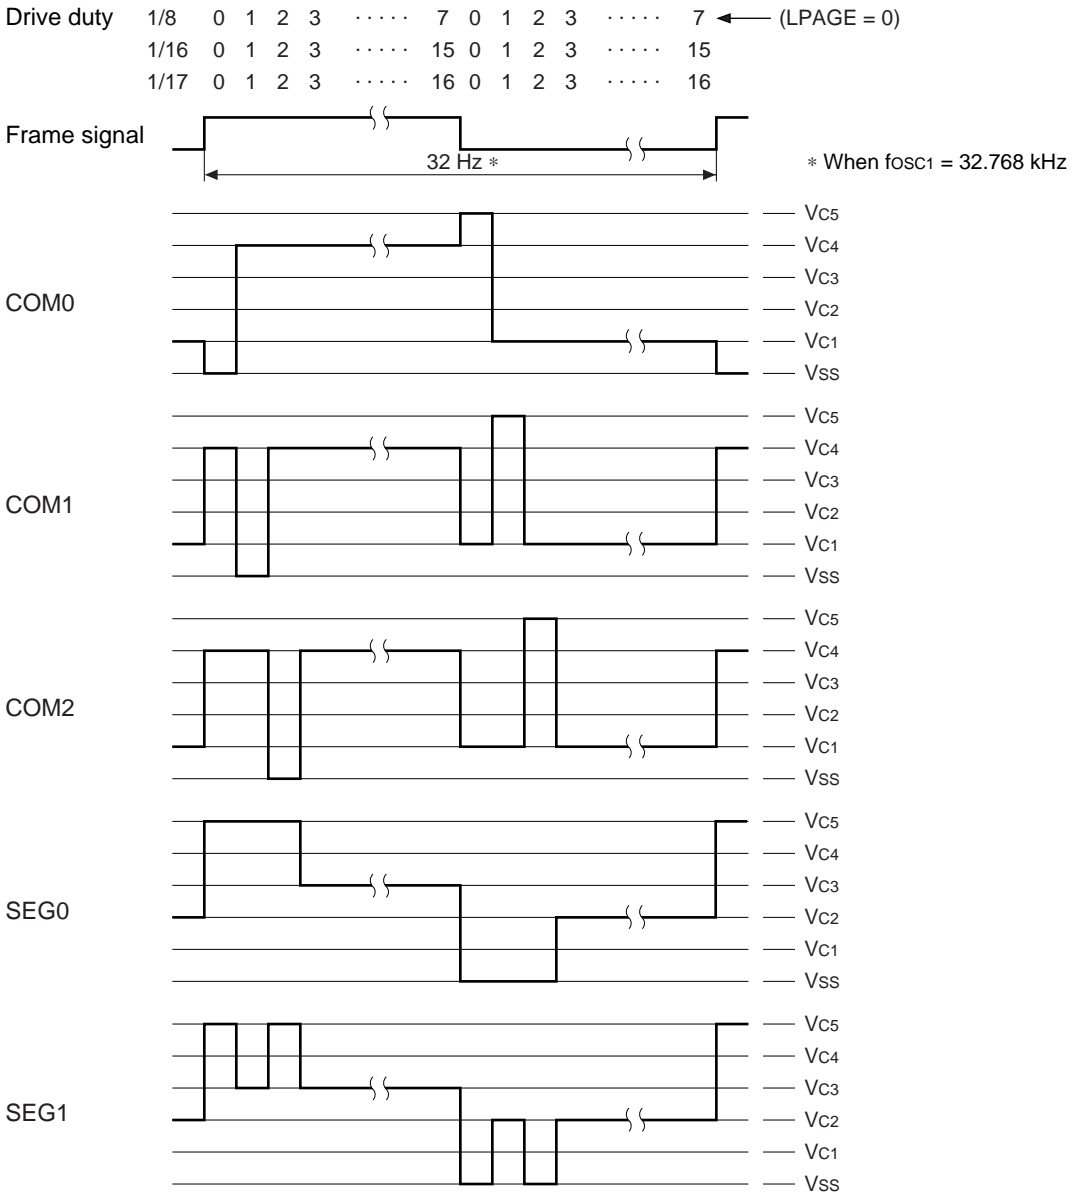 Drive duty 1/8 0 1 2 3 ····· 7 0 1 2 3 ····· 7 (LPAGE = 0)
1/16 0 1 2 3 ····· 15 0 1 2 3 ····· 15
1/17 0 1 2 3 ····· 16 0 1 2 3 ····· 16
Frame signal
32 Hz *
* When fOSC1 = 32.768 kHz
COM0
VC5
VC4
VC3
VC2
VC1
VSS
COM1
VC5
VC4
VC3
VC2
VC1
VSS
COM2
VC5
VC4
VC3
VC2
VC1
VSS
SEG0
VC5
VC4
VC3
VC2
VC1
VSS
SEG1
VC5
VC4
VC3
VC2
VC1
VSS